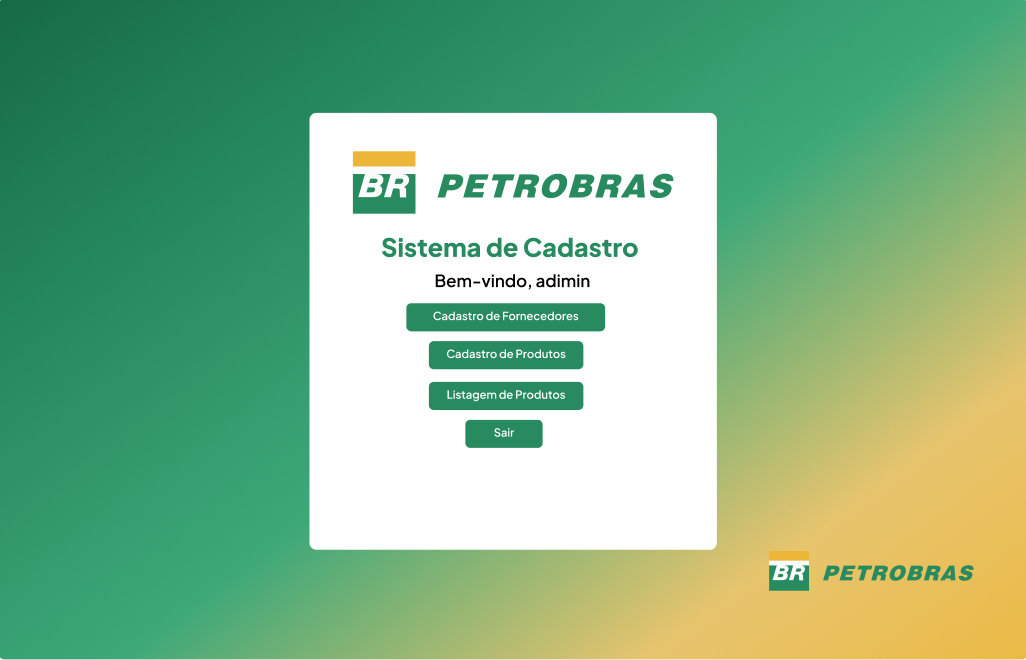 BR PETROBRAS
Sistema de Cadastro
Bem-vindo, adimin
Cadastro de Fornecedores
Cadastro de Produtos
Listagem de Produtos
Sair
BR PETROBRAS